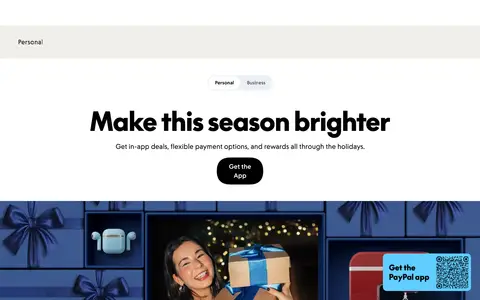 Personal
Personal Business
Make this season brighter
Get in-app deals, flexible payment options, and rewards all through the holidays.
Get the
App
Get the
PayPal app